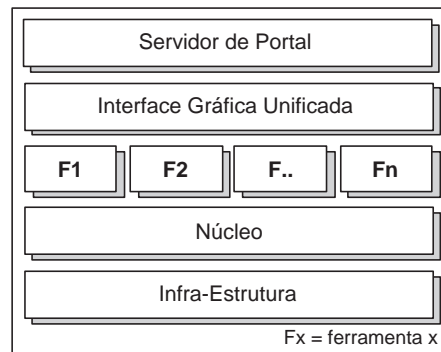 Servidor de Portal
Interface Gráfica Unificada
F1 F2 F.. Fn
Núcleo
Infra-Estrutura
Fx = ferramenta x